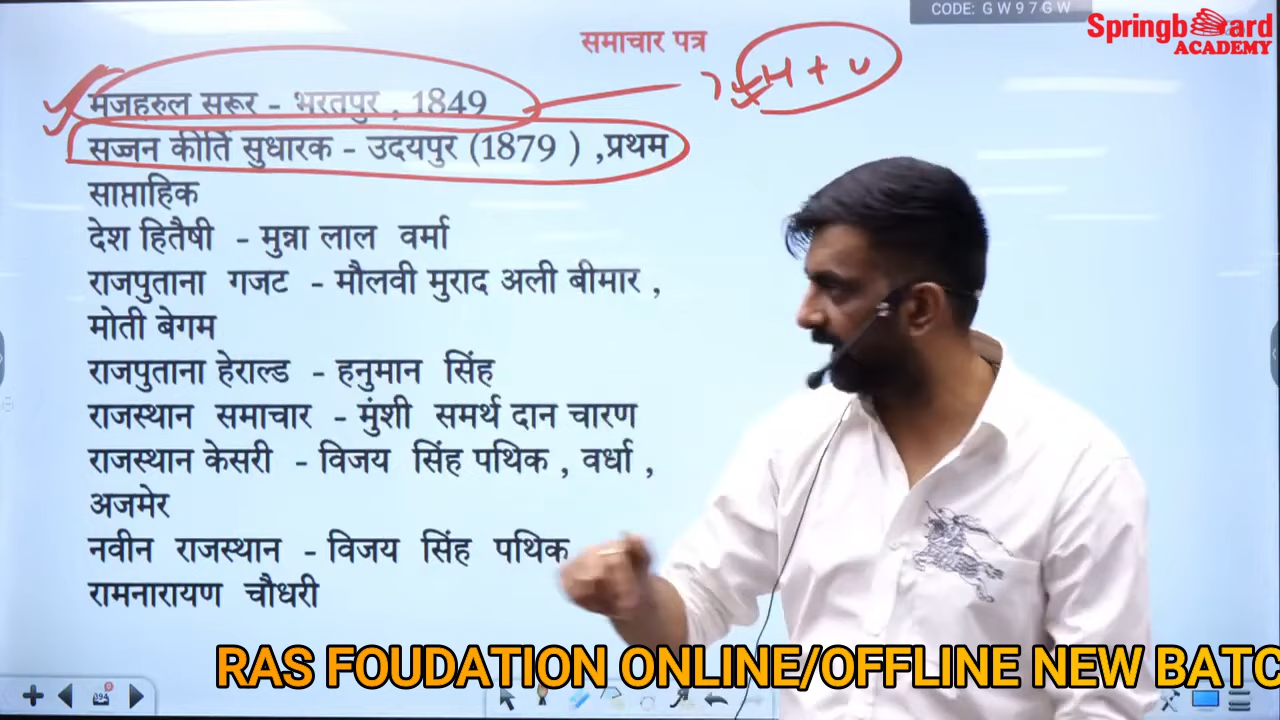 CODE: G W 9 7 G W
Springboard
ACADEMY
समाचार पत्र
H + U
मजहरुल सरूर - भरतपुर , 1849
सज्जन कीर्ति सुधारक - उदयपुर (1879 ) ,प्रथम
साप्ताहिक
देश हितैषी - मुन्ना लाल वर्मा
राजपुताना गजट - मौलवी मुराद अली बीमार ,
मोती बेगम
राजपुताना हेराल्ड - हनुमान सिंह
राजस्थान समाचार - मुंशी समर्थ दान चारण
राजस्थान केसरी - विजय सिंह पथिक , वर्धा ,
अजमेर
नवीन राजस्थान - विजय सिंह पथिक
रामनारायण चौधरी
RAS FOUDATION ONLINE/OFFLINE NEW BATC